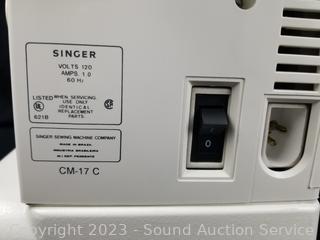 SINGER
VOLTS 120
AMPS. 1.0
60 Hz
LISTED
UL
621B
WHEN SERVICING
USE ONLY
IDENTICAL
REPLACEMENT
PARTS.
SINGER SEWING MACHINE COMPANY
MADE IN BRAZIL
INDUSTRIA BRASILEIRA
CM-17 C
O
Copyright 2023 - Sound Auction Service